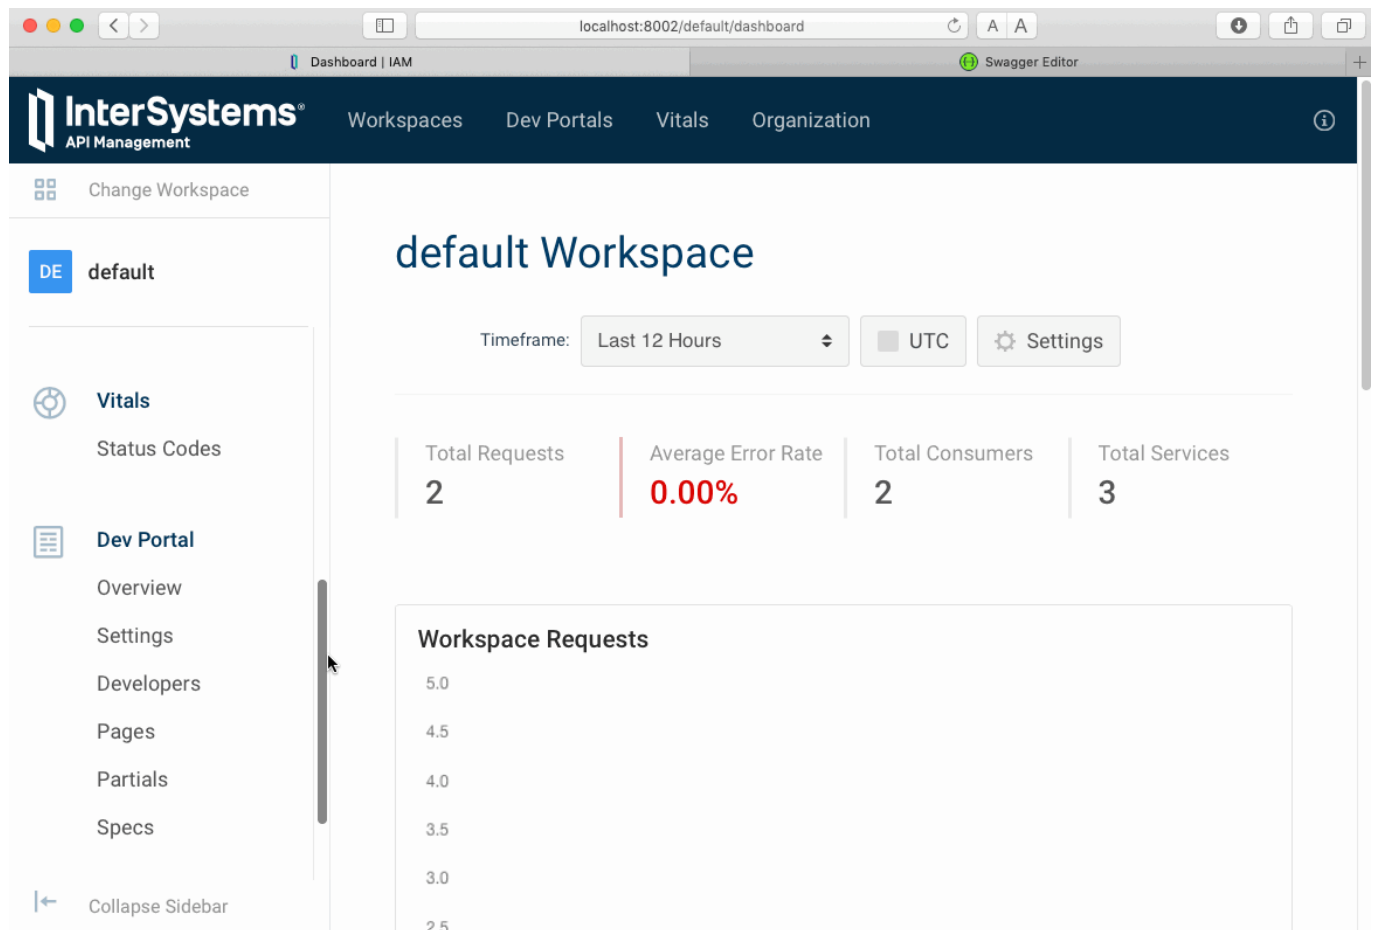 localhost:8002/default/dashboard
A A
Dashboard | IAM
Swagger Editor
InterSystems®
API Management
Workspaces
Dev Portals
Vitals
Organization
Change Workspace
DE
default
Vitals
Status Codes
Dev Portal
Overview
Settings
Developers
Pages
Partials
Specs
Collapse Sidebar
default Workspace
Timeframe:
Last 12 Hours
UTC
Settings
Total Requests
2
Average Error Rate
0.00%
Total Consumers
2
Total Services
3
Workspace Requests
5.0
4.5
4.0
3.5
3.0
2.5